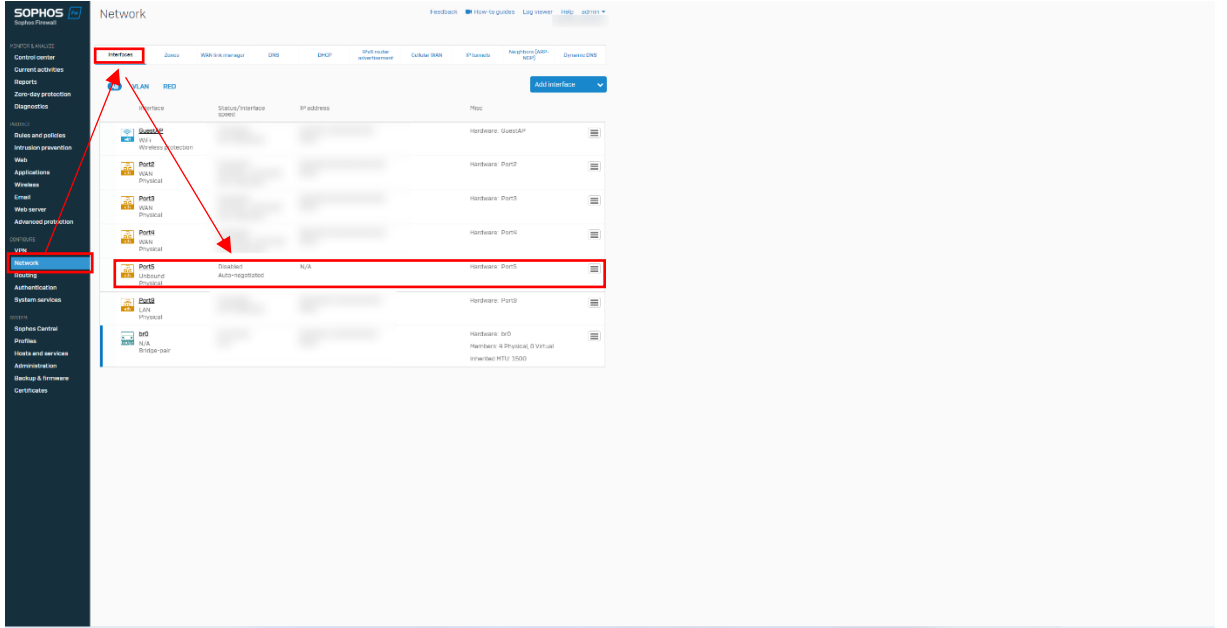 SOPHOS
Sophos Firewall
Network
Feedback How-to guides Log viewer Help admin
MONITOR & ANALYZE
Control center
Current activities
Reports
Zero-day protection
Diagnostics
PROTECT
Rules and policies
Intrusion prevention
Web
Applications
Wireless
Email
Web server
Advanced protection
CONFIGURE
VPN
Network
Routing
Authentication
System services
SYSTEM
Sophos Central
Profiles
Hosts and services
Administration
Backup & firmware
Certificates
Interfaces Zones WAN link manager DNS DHCP IPv6 router advertisement Cellular WAN IP tunnels Neighbors (ARP-NDP) Dynamic DNS
All VLAN RED
Add interface
Interface Status/Interface speed IP address Misc
GuestAP Hardware: GuestAP
WiFi
Wireless protection
Port2 Hardware: Port2
WAN
Physical
Port3 Hardware: Port3
WAN
Physical
Port4 Hardware: Port4
WAN
Physical
Port5 Disabled N/A Hardware: Port5
Unbound Auto-negotiated
Physical
Port8 Hardware: Port8
LAN
Physical
br0 Hardware: br0
N/A Members: 4 Physical, 0 Virtual
Bridge-pair
Inherited MTU: 3500